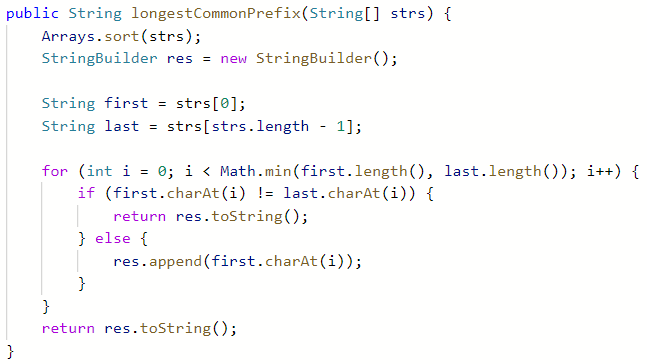 public String longestCommonPrefix(String[] strs) {
    Arrays.sort(strs);
    StringBuilder res = new StringBuilder();

    String first = strs[0];
    String last = strs[strs.length - 1];

    for (int i = 0; i < Math.min(first.length(), last.length()); i++) {
        if (first.charAt(i) != last.charAt(i)) {
            return res.toString();
        } else {
            res.append(first.charAt(i));
        }
    }
    return res.toString();
}